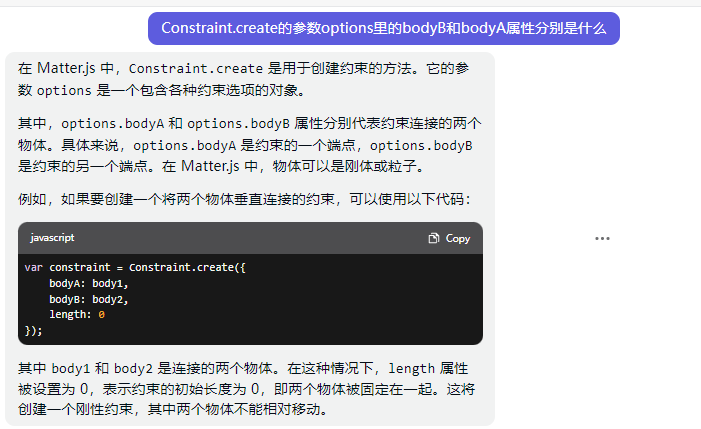 Constraint.create的参数options里的bodyB和bodyA属性分别是什么
在 Matter.js 中，Constraint.create 是用于创建约束的方法。它的参
数 options 是一个包含各种约束选项的对象。
其中，options.bodyA 和 options.bodyB 属性分别代表约束连接的两个
物体。具体来说，options.bodyA 是约束的一个端点，options.bodyB
是约束的另一个端点。在 Matter.js 中，物体可以是刚体或粒子。
例如，如果要创建一个将两个物体垂直连接的约束，可以使用以下代码：
javascript
Copy
var constraint = Constraint.create({
bodyA: body1,
bodyB: body2,
length: 0
});
其中 body1 和 body2 是连接的两个物体。在这种情况下，length 属性
被设置为 0，表示约束的初始长度为 0，即两个物体被固定在一起。这将
创建一个刚性约束，其中两个物体不能相对移动。